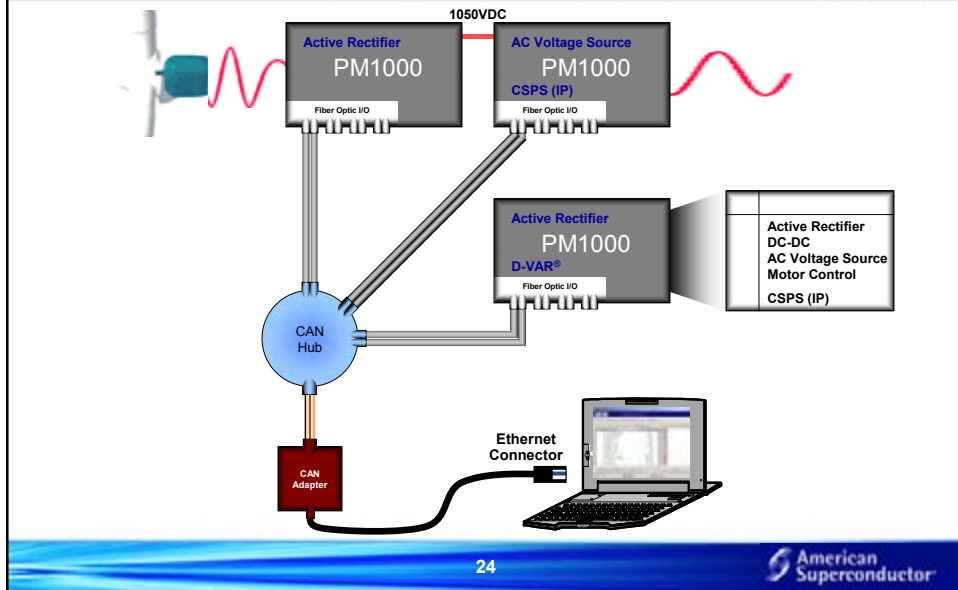 1050VDC
Active Rectifier
PM1000
Fiber Optic I/O
AC Voltage Source
PM1000
CSPS (IP)
Fiber Optic I/O
Active Rectifier
PM1000
D-VAR®
Fiber Optic I/O
Active Rectifier
DC-DC
AC Voltage Source
Motor Control
CSPS (IP)
CAN
Hub
CAN
Adapter
Ethernet
Connector
24
American
Superconductor